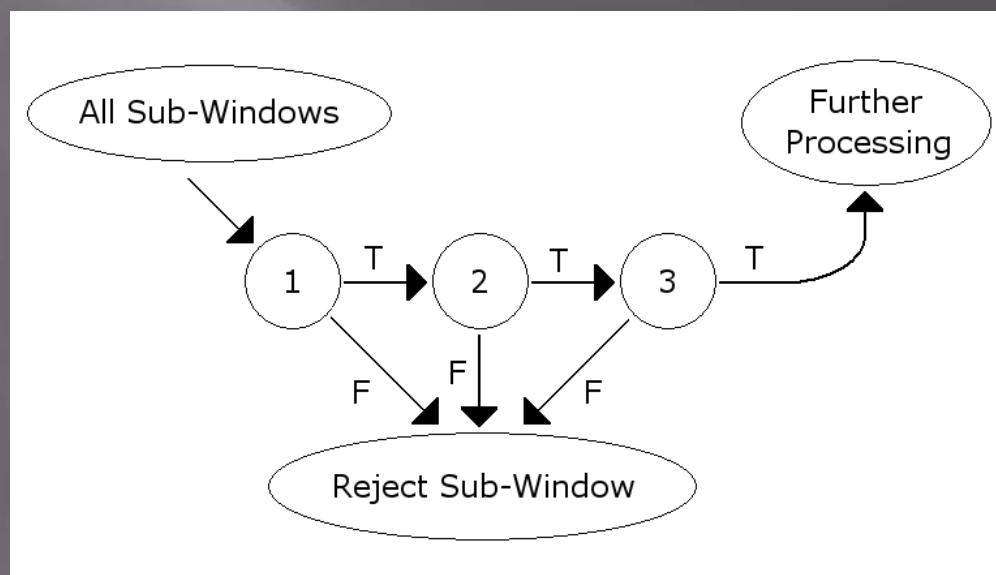 All Sub-Windows
Further
Processing
1
T
2
T
3
T
F
F
F
Reject Sub-Window